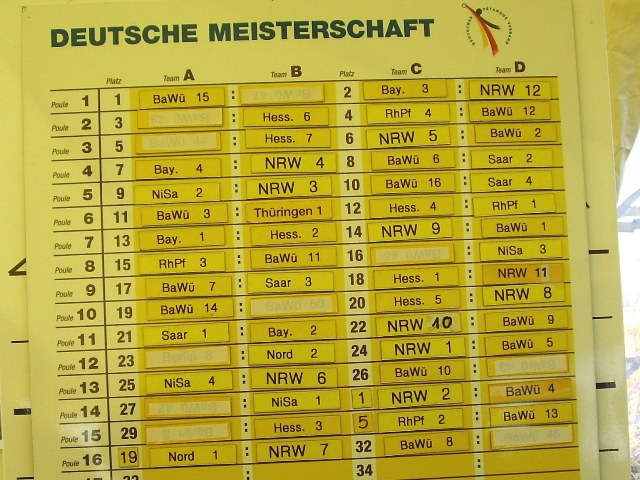 DEUTSCHE MEISTERSCHAFT
Platz Team A Team B Platz Team C Team D
Poule 1 1 BaWü 15 : 2 Bay. 3 : NRW 12
Poule 2 3 : Hess. 6 4 RhPf 4 : BaWü 12
Poule 3 5 BaWü 44 : Hess. 7 6 NRW 5 : BaWü 2
Poule 4 7 Bay. 4 : NRW 4 8 BaWü 6 : Saar 2
Poule 5 9 NiSa 2 : NRW 3 10 BaWü 16 : Saar 4
Poule 6 11 BaWü 3 : Thüringen 1 12 Hess. 4 : RhPf 1
Poule 7 13 Bay. 1 : Hess. 2 14 NRW 9 : BaWü 1
Poule 8 15 RhPf 3 : BaWü 11 16 : NiSa 3
Poule 9 17 BaWü 7 : Saar 3 18 Hess. 1 : NRW 11
Poule 10 19 BaWü 14 : 20 Hess. 5 : NRW 8
Poule 11 21 Saar 1 : Bay. 2 22 NRW 10 : BaWü 9
Poule 12 23 : Nord 2 24 NRW 1 : BaWü 5
Poule 13 25 NiSa 4 : NRW 6 26 BaWü 10 :
Poule 14 27 : NiSa 1 1 NRW 2 : BaWü 4
Poule 15 29 : Hess. 3 5 RhPf 2 : BaWü 13
Poule 16 19 Nord 1 : NRW 7 32 BaWü 8 :
34